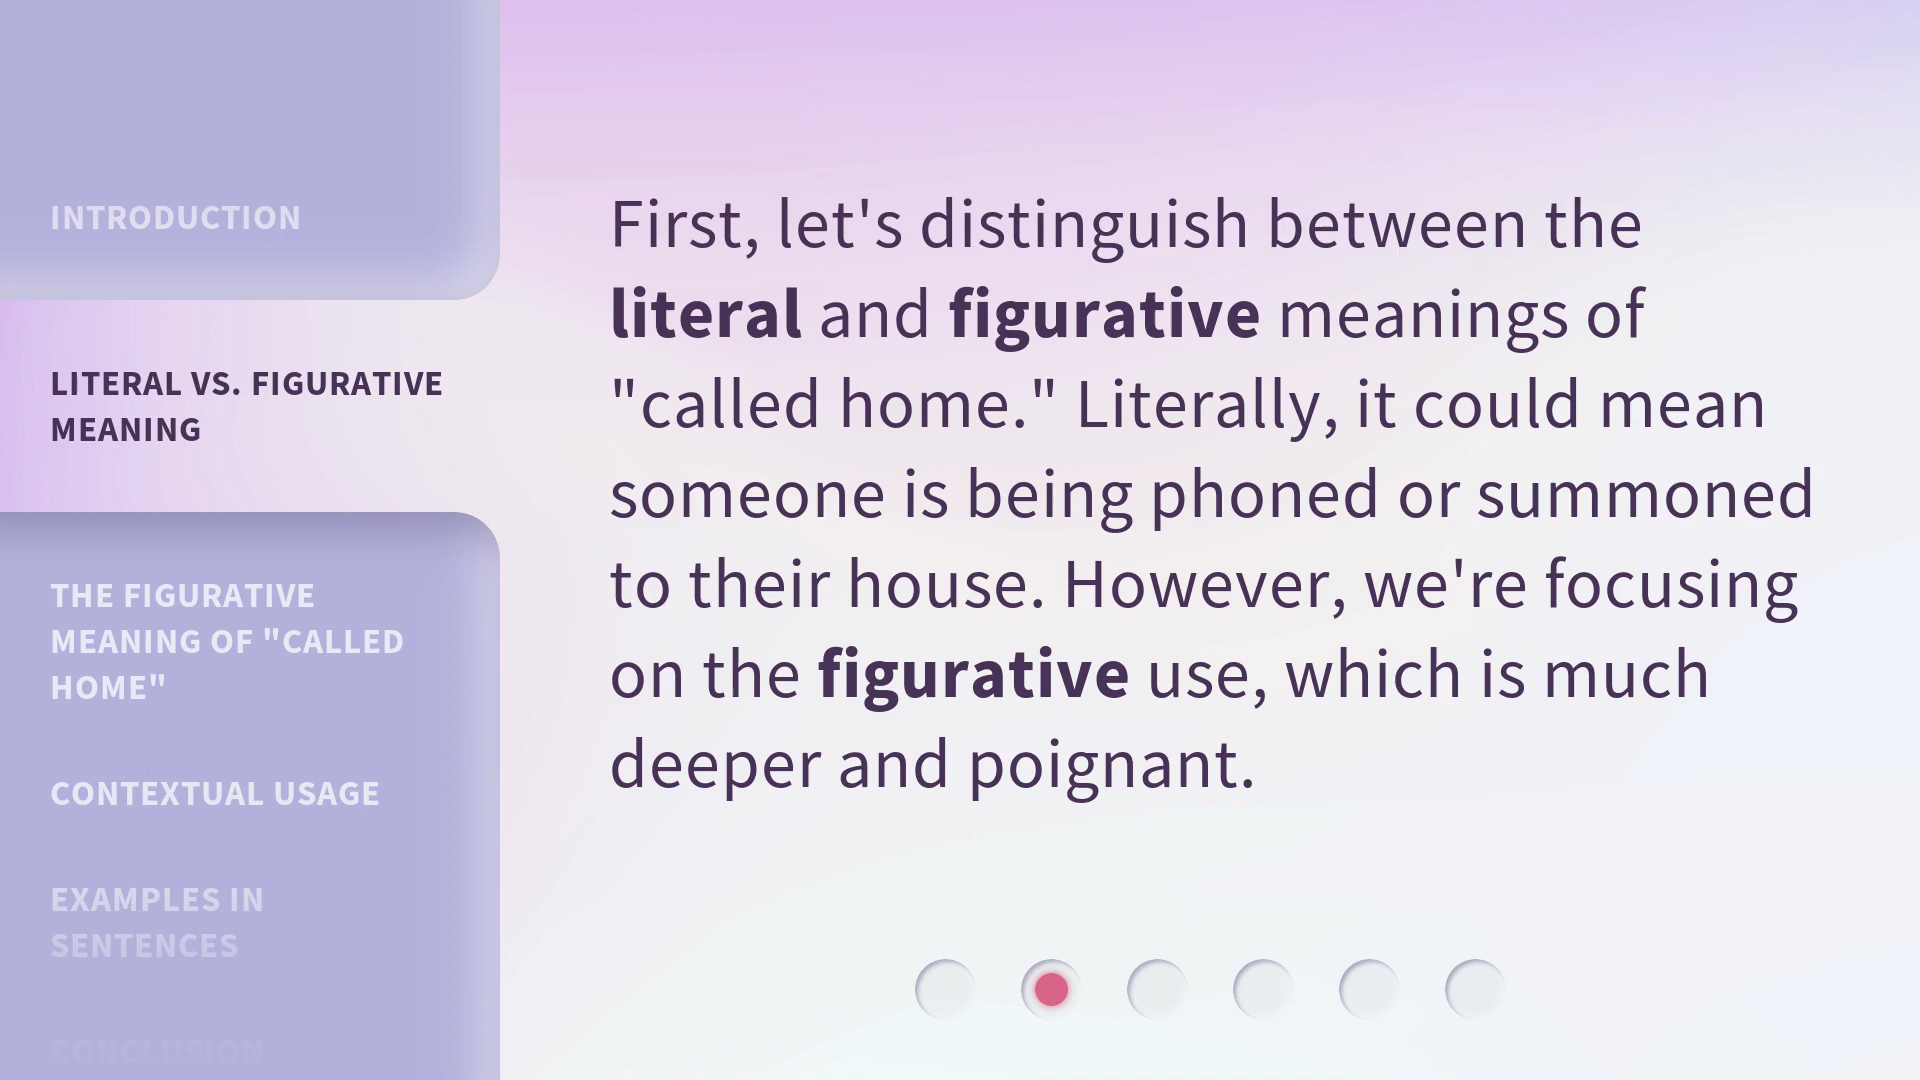 INTRODUCTION
LITERAL VS. FIGURATIVE
MEANING
THE FIGURATIVE
MEANING OF "CALLED
HOME"
CONTEXTUAL USAGE
EXAMPLES IN
SENTENCES
CONCLUSION
First, let's distinguish between the
literal and figurative meanings of
"called home." Literally, it could mean
someone is being phoned or summoned
to their house. However, we're focusing
on the figurative use, which is much
deeper and poignant.